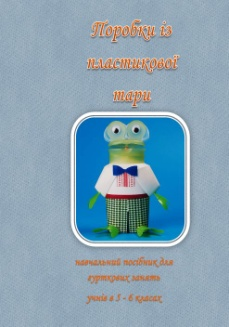 Поробки із
пластикової
тари
навчальний посібник для
гурткових занять
учнів в 5 - 6 класах